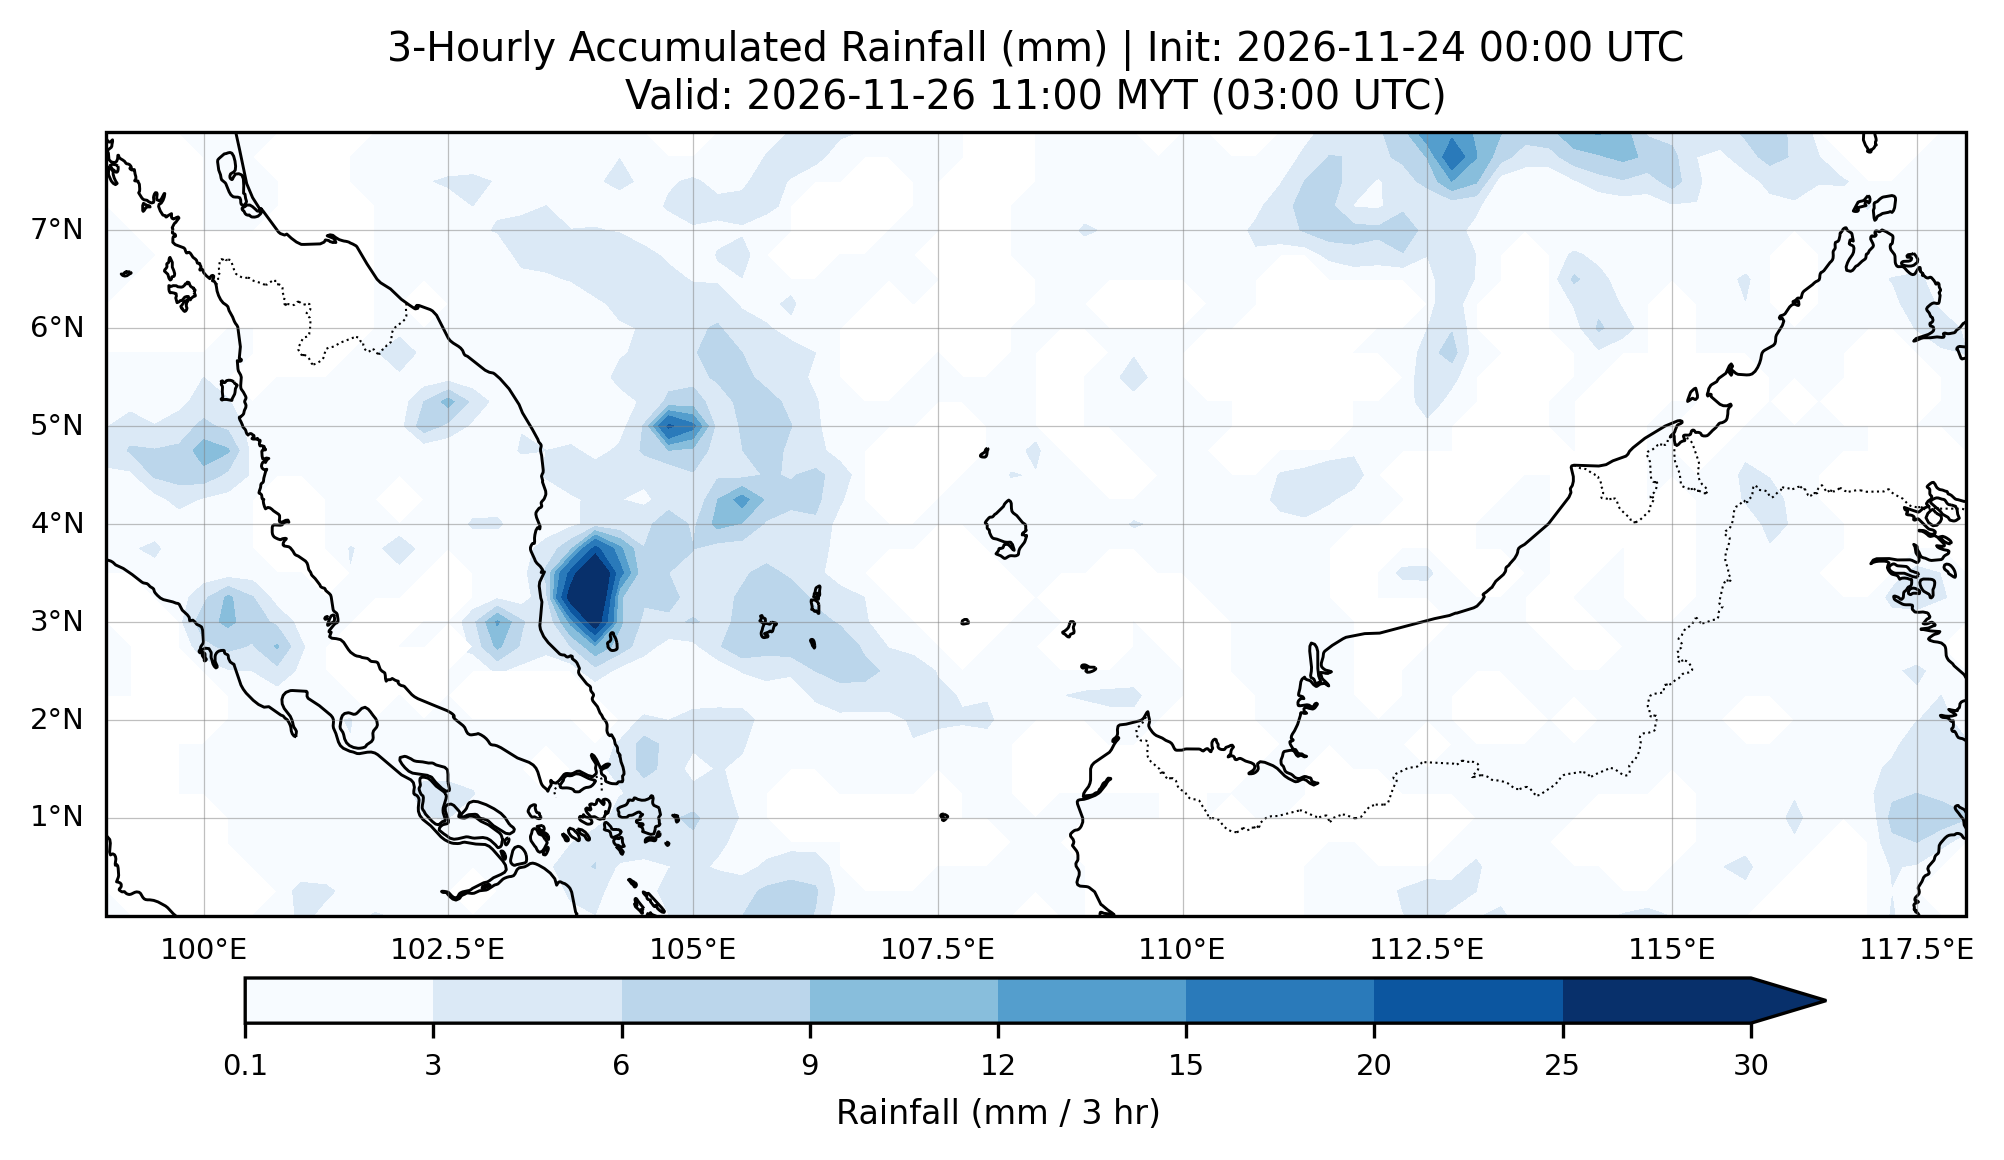 3-Hourly Accumulated Rainfall (mm) | Init: 2026-11-24 00:00 UTC
Valid: 2026-11-26 11:00 MYT (03:00 UTC)
7°N
6°N
5°N
4°N
3°N
2°N
1°N
100°E 102.5°E 105°E 107.5°E 110°E 112.5°E 115°E 117.5°E
0.1 3 6 9 12 15 20 25 30
Rainfall (mm / 3 hr)